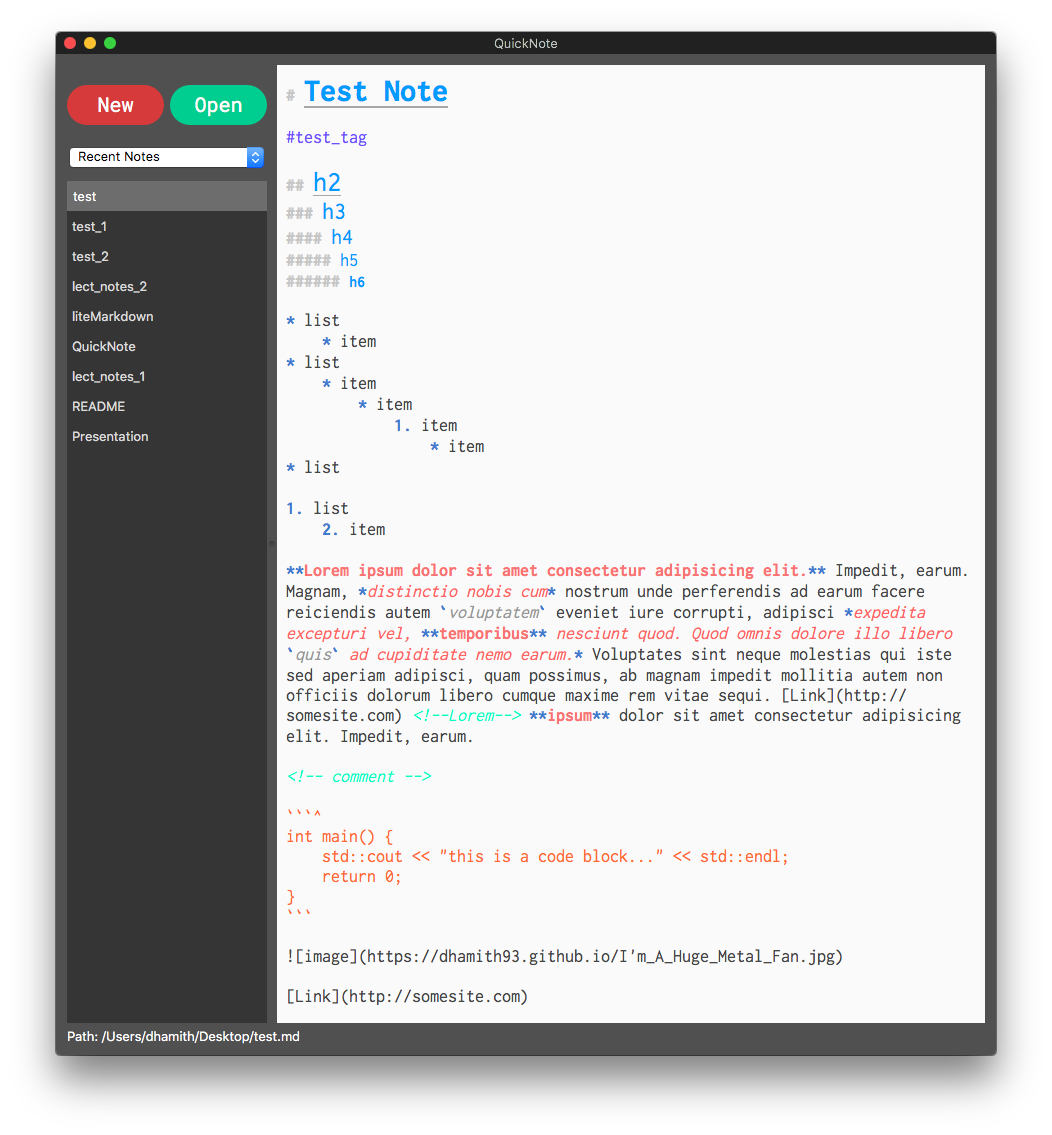 QuickNote
New Open
Recent Notes
test
test_1
test_2
lect_notes_2
liteMarkdown
QuickNote
lect_notes_1
README
Presentation
# Test Note
#test_tag
## h2
### h3
#### h4
##### h5
###### h6
* list
    * item
* list
    * item
        * item
            1. item
                * item
* list
1. list
    2. item
**Lorem ipsum dolor sit amet consectetur adipisicing elit.** Impedit, earum.
Magnam, *distinctio nobis cum* nostrum unde perferendis ad earum facere
reiciendis autem `voluptatem` eveniet iure corrupti, adipisci *expedita
excepturi vel, **temporibus** nesciunt quod. Quod omnis dolore illo libero
`quis` ad cupiditate nemo earum.* Voluptates sint neque molestias qui iste
sed aperiam adipisci, quam possimus, ab magnam impedit mollitia autem non
officiis dolorum libero cumque maxime rem vitae sequi. [Link](http://
somesite.com) <!--Lorem--> **ipsum** dolor sit amet consectetur adipisicing
elit. Impedit, earum.
<!-- comment -->
```^
int main() {
    std::cout << "this is a code block..." << std::endl;
    return 0;
}
```
![image](https://dhamith93.github.io/I'm_A_Huge_Metal_Fan.jpg)
[Link](http://somesite.com)
Path: /Users/dhamith/Desktop/test.md